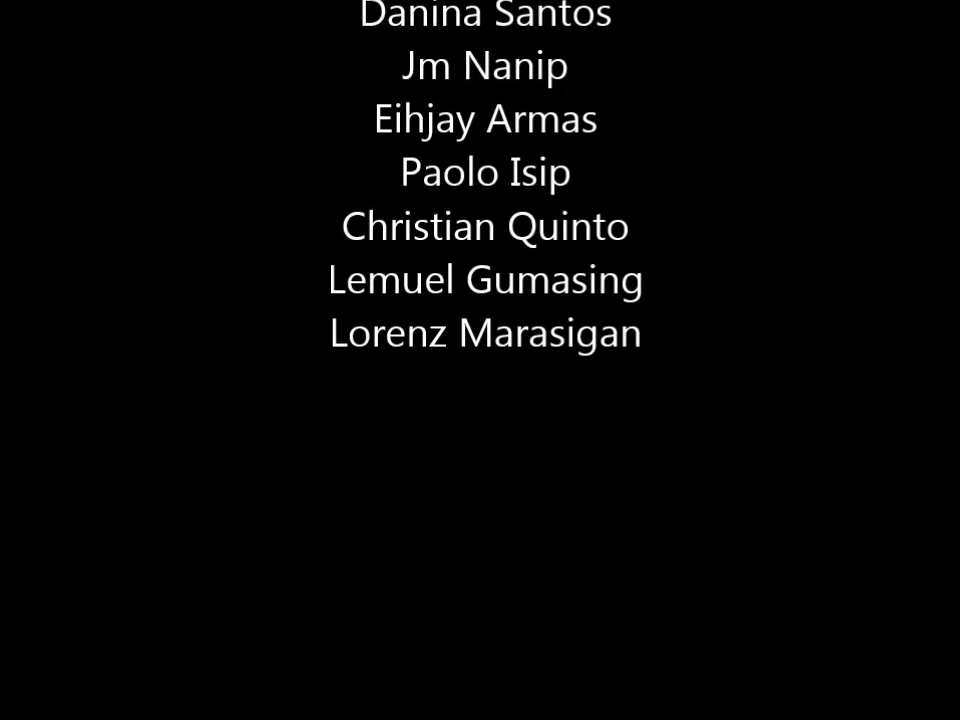 Danina Santos
Jm Nanip
Eihjay Armas
Paolo Isip
Christian Quinto
Lemuel Gumasing
Lorenz Marasigan